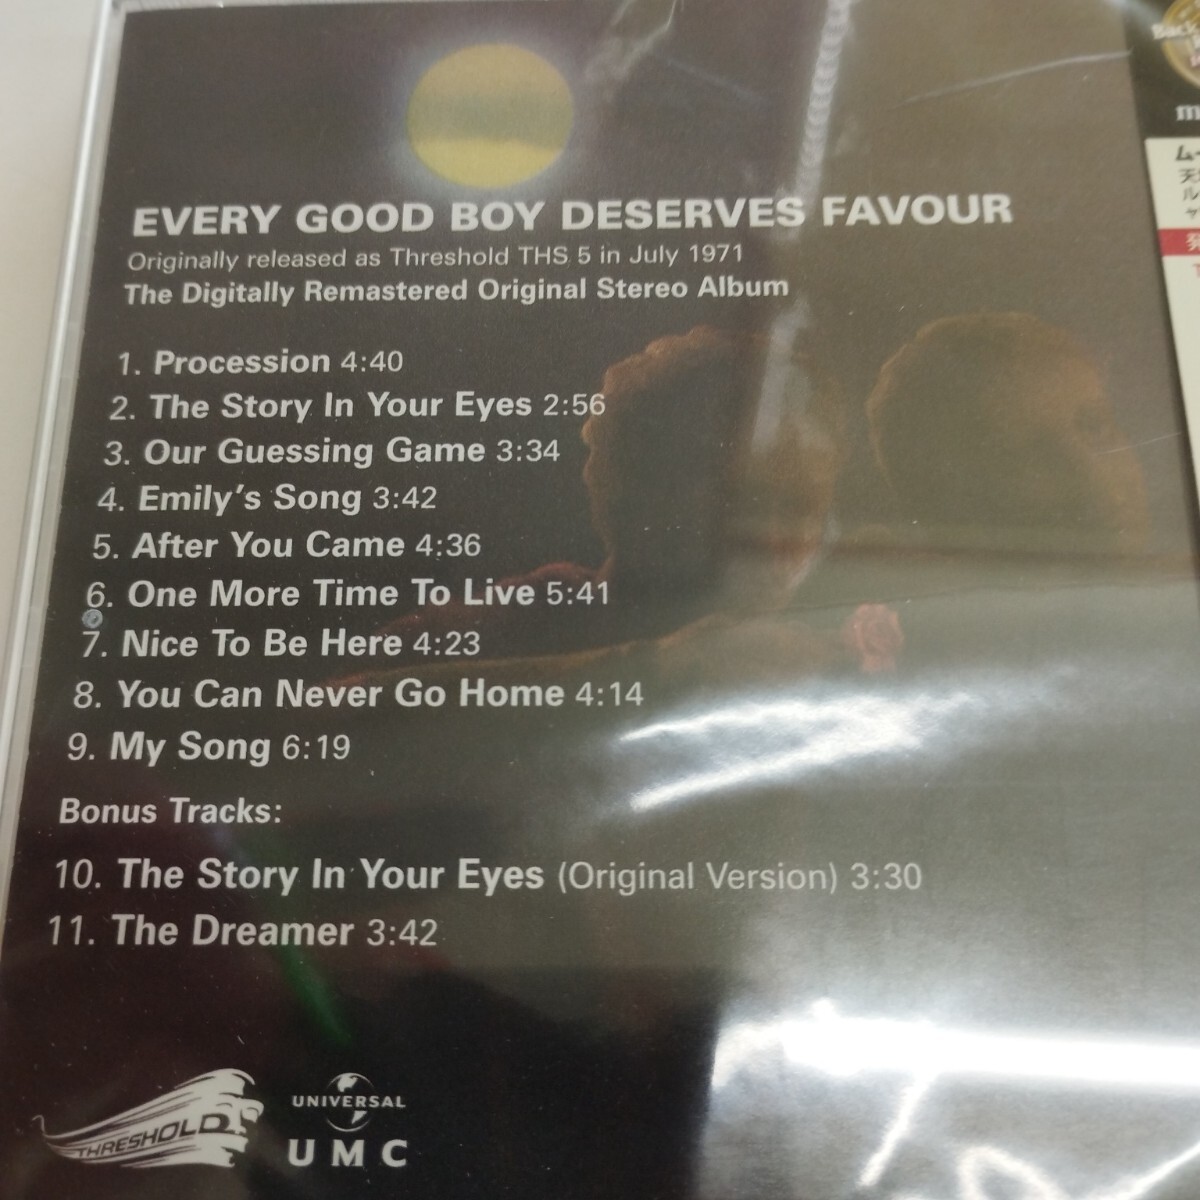 EVERY GOOD BOY DESERVES FAVOUR
Originally released as Threshold THS 5 in July 1971
The Digitally Remastered Original Stereo Album
1. Procession 4:40
2. The Story In Your Eyes 2:56
3. Our Guessing Game 3:34
4. Emily's Song 3:42
5. After You Came 4:36
6. One More Time To Live 5:41
7. Nice To Be Here 4:23
8. You Can Never Go Home 4:14
9. My Song 6:19
Bonus Tracks:
10. The Story In Your Eyes (Original Version) 3:30
11. The Dreamer 3:42
THRESHOLD
UNIVERSAL
UMC